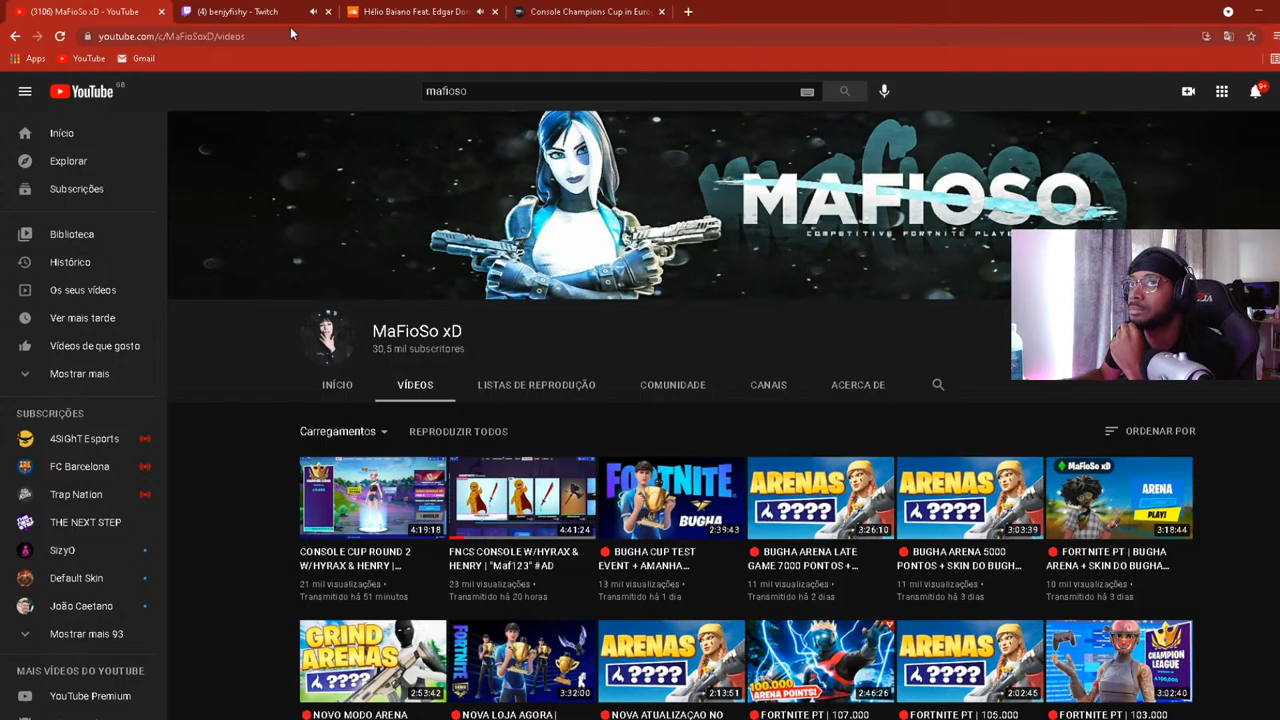 (3106) MaFioSo xD - YouTube
(4) benjyfishy - Twitch
Hélio Baiano Feat. Edgar Do
Console Champions Cup in Euro
youtube.com/c/MaFioSoxD/videos
Apps
YouTube
Gmail
YouTube GB
mafioso
9+
Início
Explorar
Subscrições
Biblioteca
Histórico
Os seus vídeos
Ver mais tarde
Vídeos de que gosto
Mostrar mais
SUBSCRIÇÕES
4SiGhT Esports
FC Barcelona
Trap Nation
THE NEXT STEP
SizyO
Default Skin
João Caetano
Mostrar mais 93
MAIS VÍDEOS DO YOUTUBE
YouTube Premium
MAFIOSO
COMPETITIVE FORTNITE PLAYE
MaFioSo xD
30,5 mil subscritores
INÍCIO
VÍDEOS
LISTAS DE REPRODUÇÃO
COMUNIDADE
CANAIS
ACERCA DE
Carregamentos
REPRODUZIR TODOS
ORDENAR POR
4:19:18
CONSOLE CUP ROUND 2
W/HYRAX & HENRY |...
21 mil visualizações •
Transmitido há 51 minutos
4:41:24
FNCS CONSOLE W/HYRAX &
HENRY | "Maf123" #AD
23 mil visualizações •
Transmitido há 20 horas
FORTNITE
BUGHA
2:39:43
BUGHA CUP TEST
EVENT + AMANHA...
13 mil visualizações •
Transmitido há 1 dia
ARENAS
????
3:26:10
BUGHA ARENA LATE
GAME 7000 PONTOS +...
11 mil visualizações •
Transmitido há 2 dias
ARENAS
????
3:03:39
BUGHA ARENA 5000
PONTOS + SKIN DO BUGH...
11 mil visualizações •
Transmitido há 3 dias
MaFioSo xD
ARENA
PLAY!
3:18:44
FORTNITE PT | BUGHA
ARENA + SKIN DO BUGHA...
10 mil visualizações •
Transmitido há 3 dias
GRIND
ARENAS
????
2:53:42
NOVO MODO ARENA
3:32:00
NOVA LOJA AGORA |
ARENAS
????
2:13:51
NOVA ATUALIZAÇAO NO
100.000
ARENA POINTS!
2:46:26
FORTNITE PT | 107.000
ARENAS
????
2:02:45
FORTNITE PT | 105.000
CHAMPION
LEAGUE
3:02:40
FORTNITE PT | 103.000